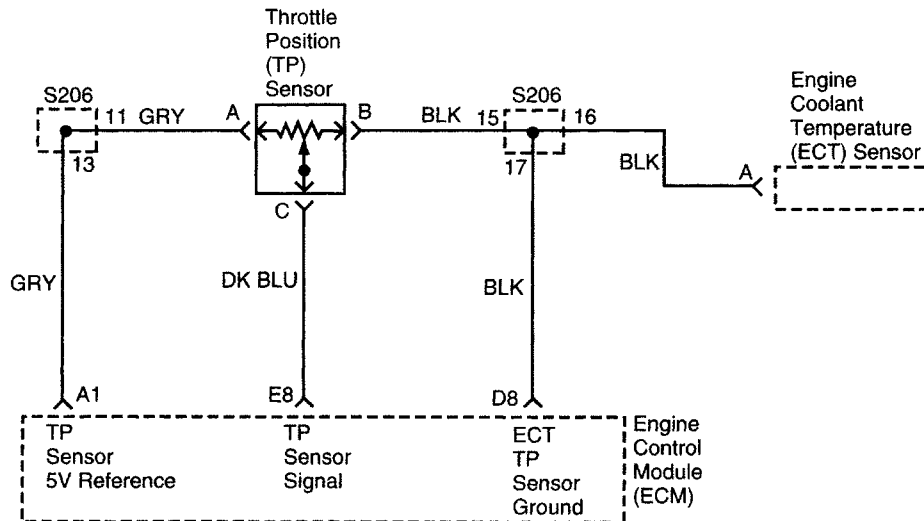 Throttle
Position
(TP)
Sensor
S206
11 GRY
13
A
B
C
BLK
15
S206
16
17
BLK
Engine
Coolant
Temperature
(ECT) Sensor
A
GRY
DK BLU
BLK
A1
E8
D8
TP
Sensor
5V Reference
TP
Sensor
Signal
ECT
TP
Sensor
Ground
Engine
Control
Module
(ECM)